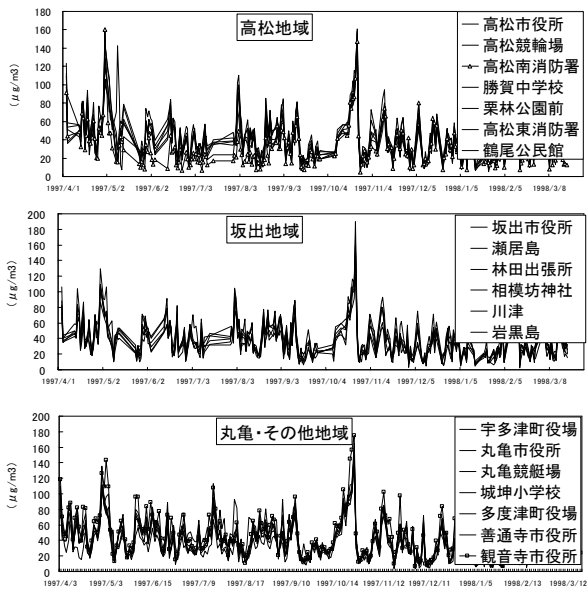 高松地域
(μg/m3)
180
160
140
120
100
80
60
40
20
0
高松市役所
高松競輪場
高松南消防署
勝賀中学校
栗林公園前
高松東消防署
鶴尾公民館
1997/4/1 1997/5/2 1997/6/2 1997/7/3 1997/8/3 1997/9/3 1997/10/4 1997/11/4 1997/12/5 1998/1/5 1998/2/5 1998/3/8
坂出地域
(μg/m3)
200
180
160
140
120
100
80
60
40
20
0
坂出市役所
瀬居島
林田出張所
相模坊神社
川津
岩黒島
1997/4/1 1997/5/2 1997/6/2 1997/7/3 1997/8/3 1997/9/3 1997/10/4 1997/11/4 1997/12/5 1998/1/5 1998/2/5 1998/3/8
丸亀・その他地域
(μg/m3)
200
180
160
140
120
100
80
60
40
20
0
宇多津町役場
丸亀市役所
丸亀競艇場
城坤小学校
多度津町役場
善通寺市役所
観音寺市役所
1997/4/3 1997/5/3 1997/6/15 1997/7/9 1997/8/17 1997/9/10 1997/10/14 1997/11/12 1997/12/11 1998/1/5 1998/2/13 1998/3/12